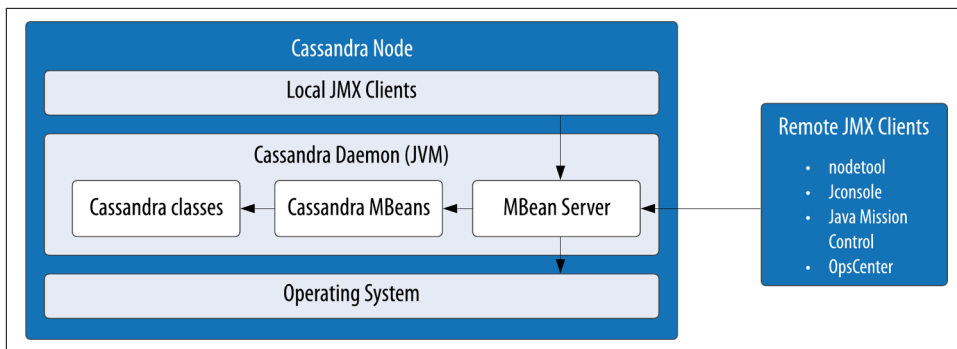 Cassandra Node
Local JMX Clients
Cassandra Daemon (JVM)
Cassandra classes
Cassandra MBeans
MBean Server
Operating System
Remote JMX Clients
• nodetool
• Jconsole
• Java Mission
Control
• OpsCenter